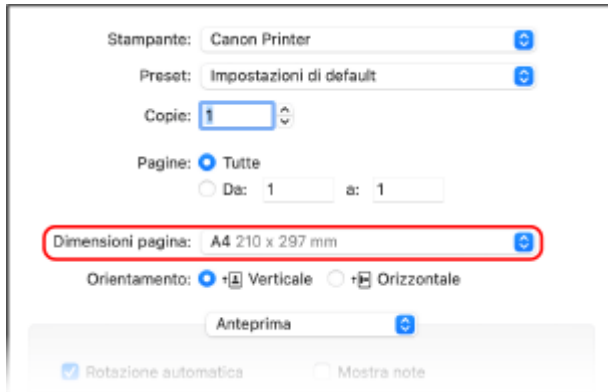 Stampante: Canon Printer
Preset: Impostazioni di default
Copie: 1
Pagine: Tutte
Da: 1 a: 1
Dimensioni pagina: A4 210 x 297 mm
Orientamento: Verticale Orizzontale
Anteprima
Rotazione automatica Mostra note